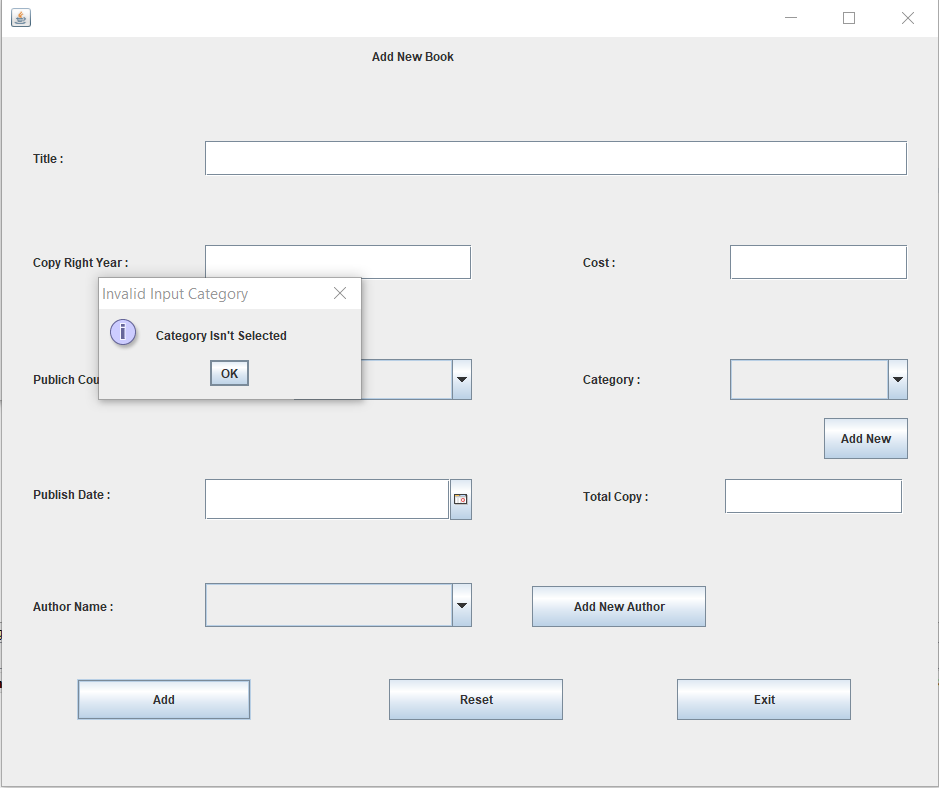 Add New Book
Title :
Copy Right Year :
Cost :
Invalid Input Category
Category Isn't Selected
OK
Publich Cou
Category :
Add New
Publish Date :
Total Copy :
Author Name :
Add New Author
Add
Reset
Exit